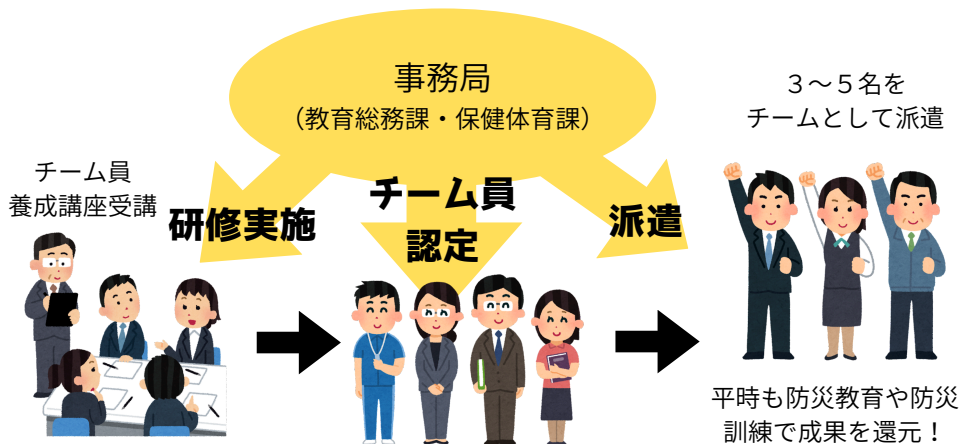 事務局
（教育総務課・保健体育課）
チーム員
養成講座受講
研修実施
チーム員
認定
派遣
３～５名を
チームとして派遣
平時も防災教育や防災
訓練で成果を還元！